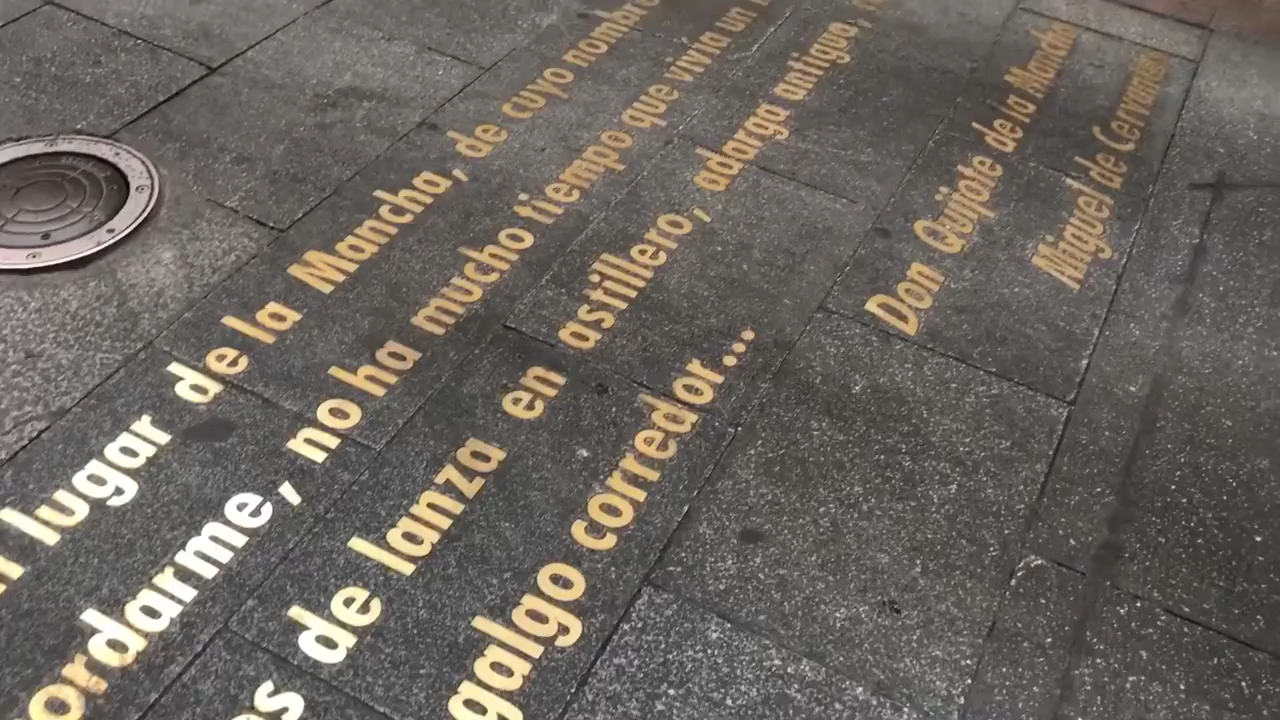 lugar de la Mancha, de cuyo nombre
ordarme, no ha mucho tiempo que vivía un
de lanza en astillero, adarga antigua,
galgo corredor...
Don Quijote de la Mancha
Miguel de Cervantes